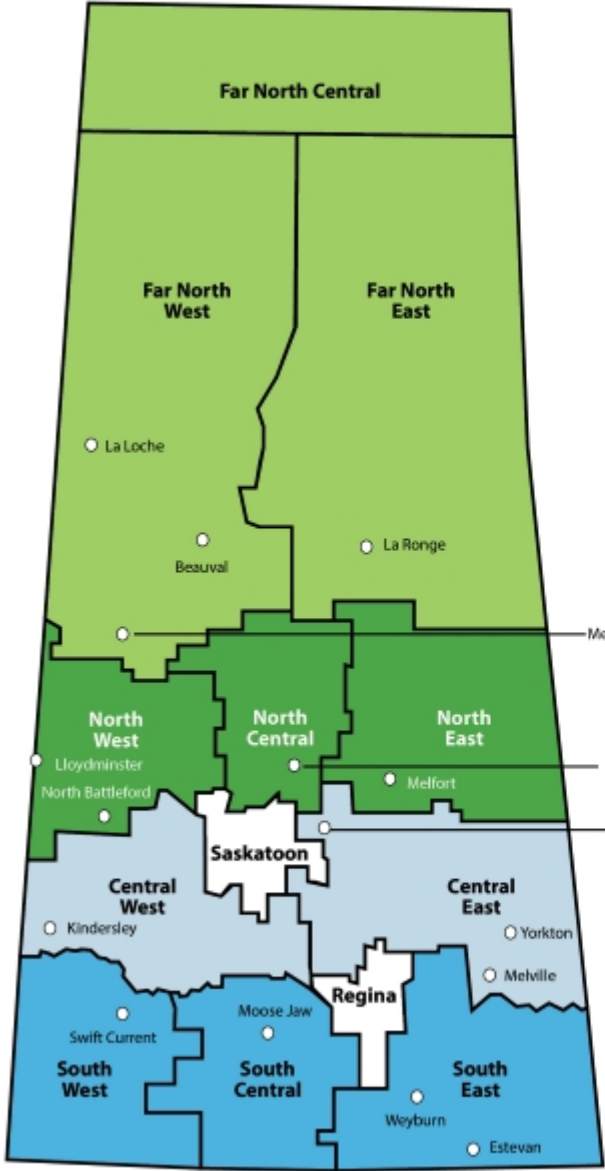 Far North Central
Far North
West
Far North
East
La Loche
Beauval
La Ronge
North
West
North
Central
North
East
Lloydminster
North Battleford
Melfort
Saskatoon
Central
West
Central
East
Kindersley
Yorkton
Melville
Regina
Moose Jaw
Swift Current
South
West
South
Central
South
East
Weyburn
Estevan